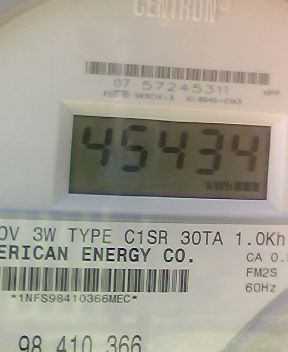 CENTRON®
07 57245311
45434
kWh
0V 3W TYPE C1SR 30TA 1.0Kh
ERICAN ENERGY CO.
CA 0.
FM2S
60Hz
*1NFS98410366MEC*
98 410 366